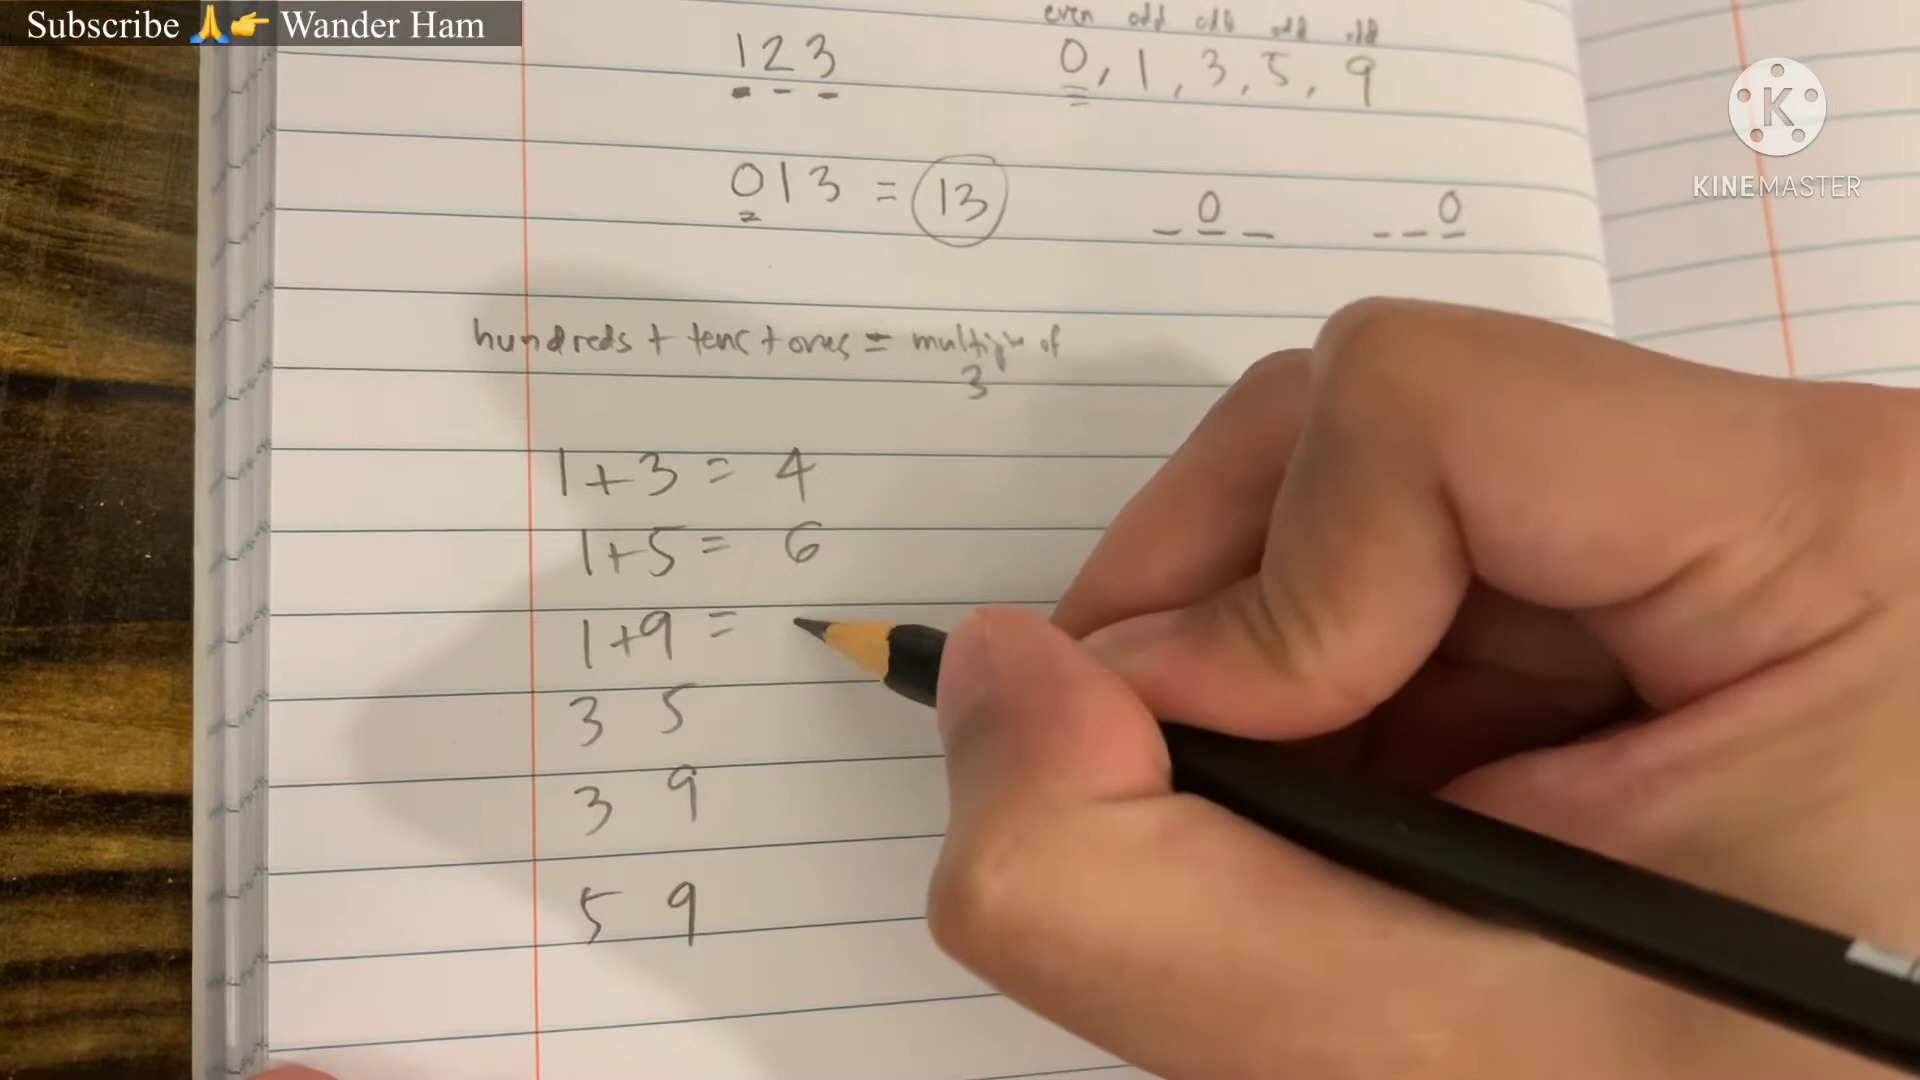 Subscribe 🙏👉 Wander Ham
even odd odd odd odd
123
0, 1, 3, 5, 9
K
KINEMASTER
013 = 13
_ 0 _
_ _ 0
hundreds + tens + ones = multiple of
3
1+3 = 4
1+5 = 6
1+9 =
3 5
3 9
5 9